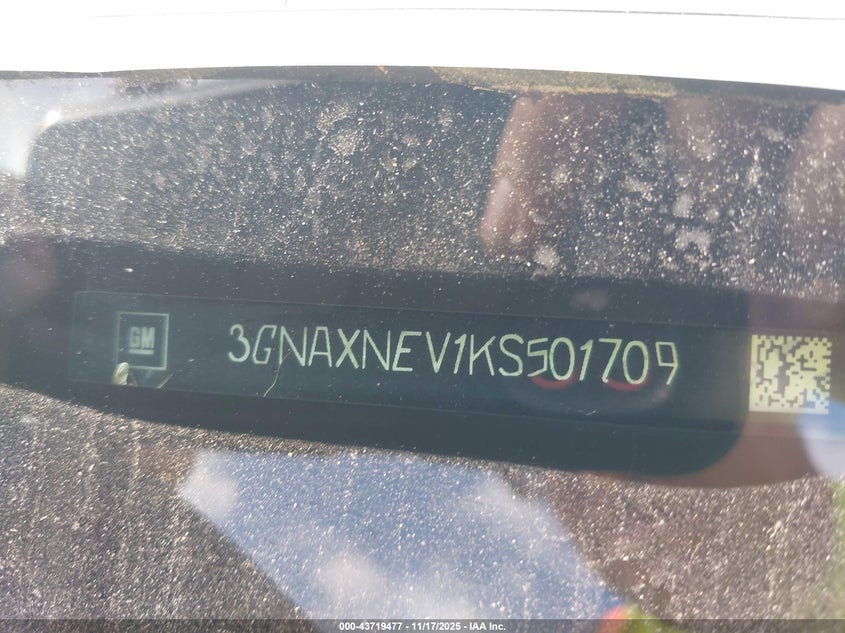 GM
3GNAXNEV1KS501709
000-43719477 - 11/17/2025 - IAA Inc.